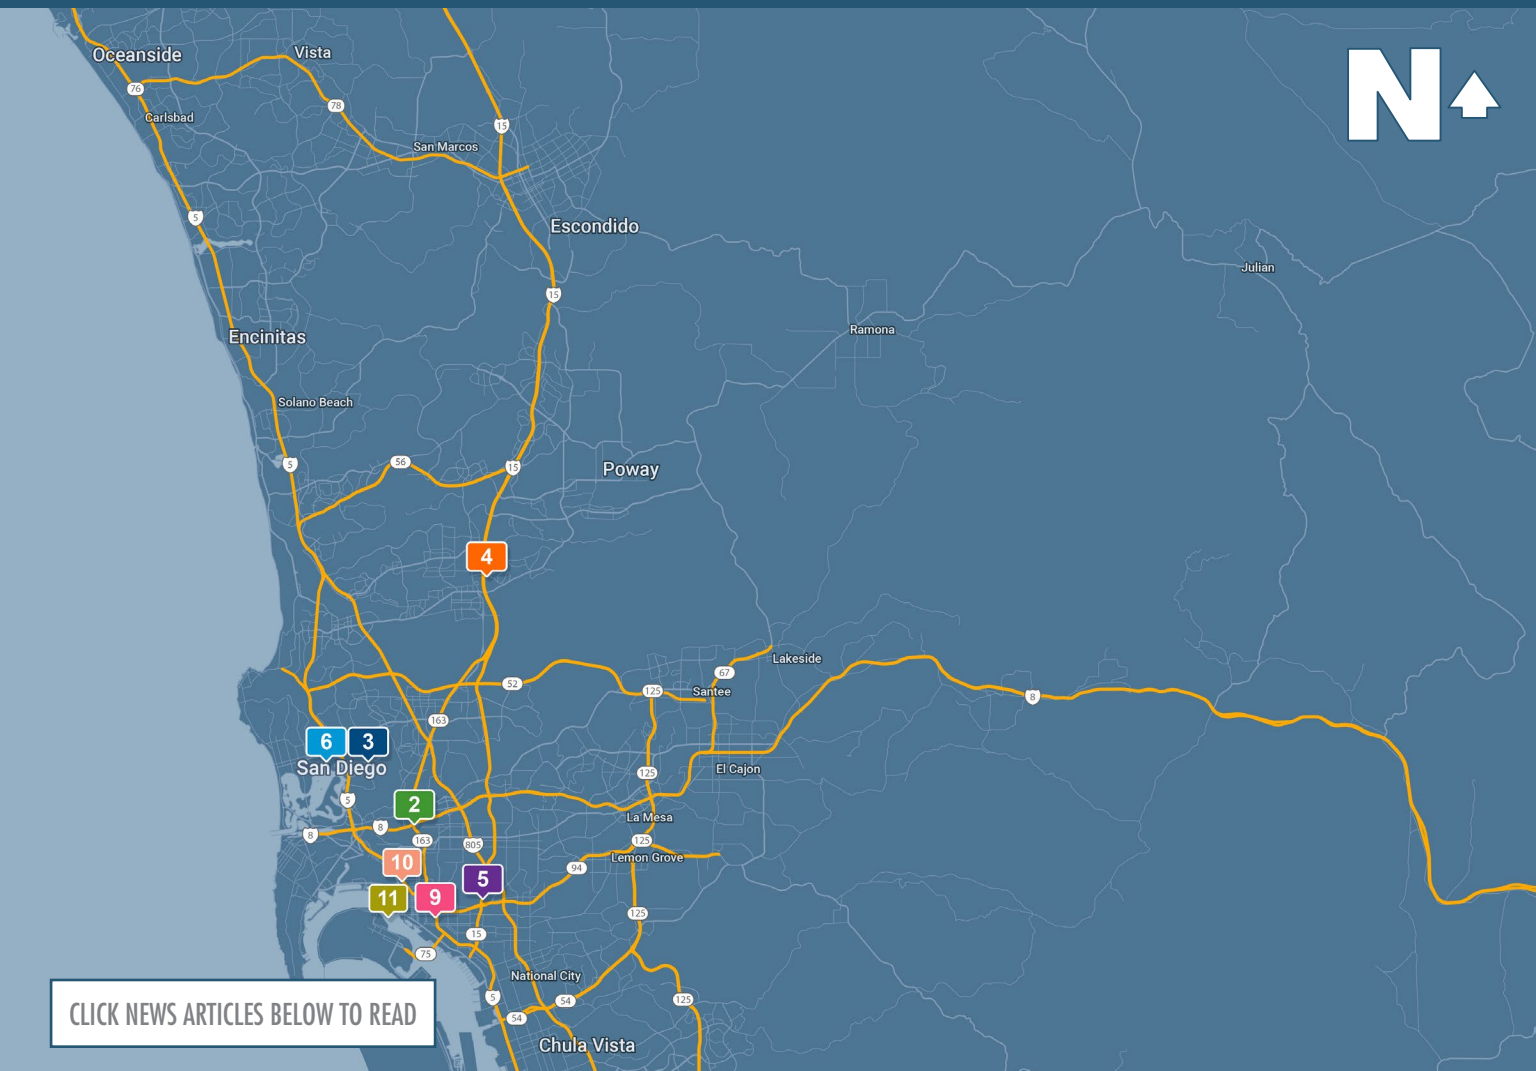 Oceanside
Vista
N
76
78
Carlsbad
15
San Marcos
5
Escondido
Julian
15
Ramona
Encinitas
Solano Beach
5
56
15
Poway
4
Lakeside
67
52
125
Santee
8
163
6
3
San Diego
125
El Cajon
5
2
La Mesa
8
8
163
805
125
Lemon Grove
10
94
5
11
9
125
15
75
National City
5
54
125
54
CLICK NEWS ARTICLES BELOW TO READ
Chula Vista